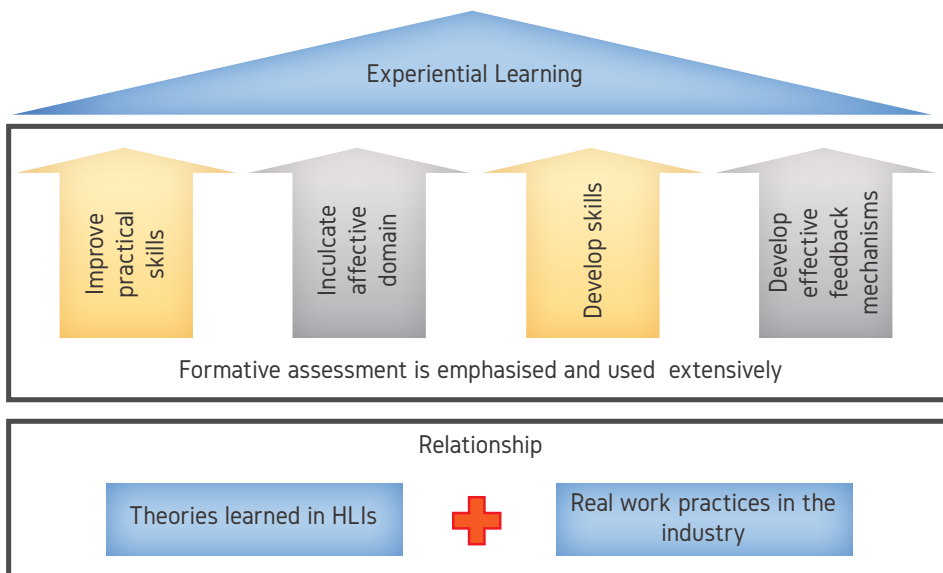 Experiential Learning
Improve
practical
skills
Inculcate
affective
domain
Develop skills
Develop
effective
feedback
mechanisms
Formative assessment is emphasised and used extensively
Relationship
Theories learned in HLIs
Real work practices in the
industry